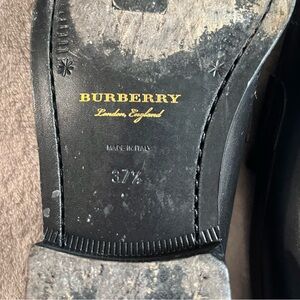 BURBERRY
London, England
MADE IN ITALY
37½